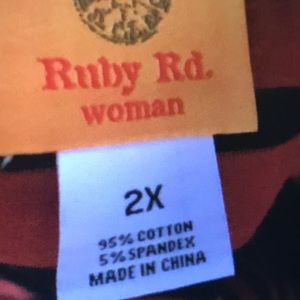 Ruby Rd.
woman
2X
95% COTTON
5% SPANDEX
MADE IN CHINA